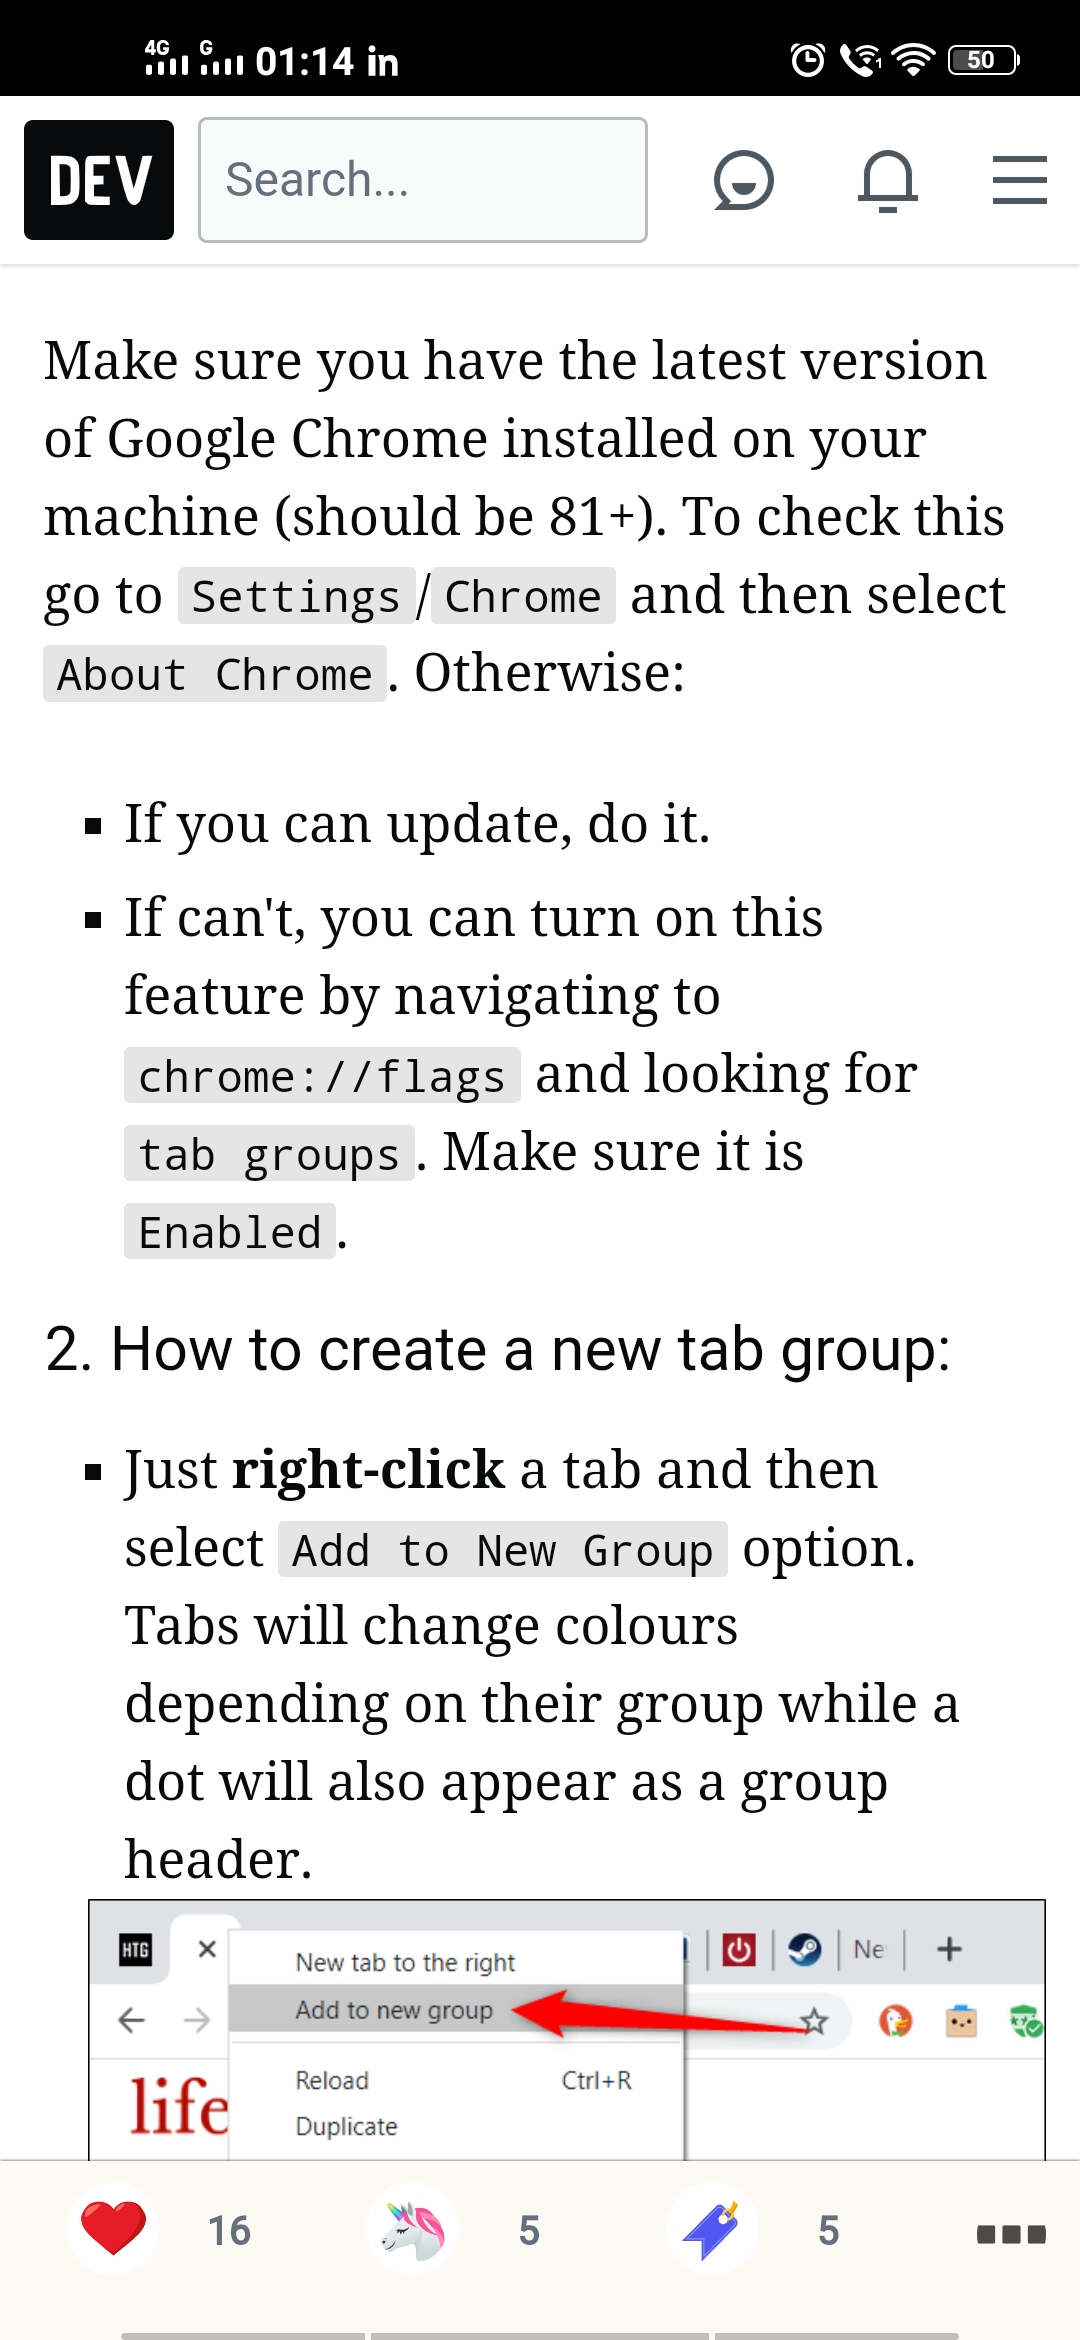 4G G 01:14 in 1 50
DEV Search...
Make sure you have the latest version
of Google Chrome installed on your
machine (should be 81+). To check this
go to Settings/Chrome and then select
About Chrome. Otherwise:
▪ If you can update, do it.
▪ If can't, you can turn on this
feature by navigating to
chrome://flags and looking for
tab groups. Make sure it is
Enabled.
2. How to create a new tab group:
▪ Just right-click a tab and then
select Add to New Group option.
Tabs will change colours
depending on their group while a
dot will also appear as a group
header.
HTG
Ne
New tab to the right
Add to new group
Reload Ctrl+R
Duplicate
life
16 5 5